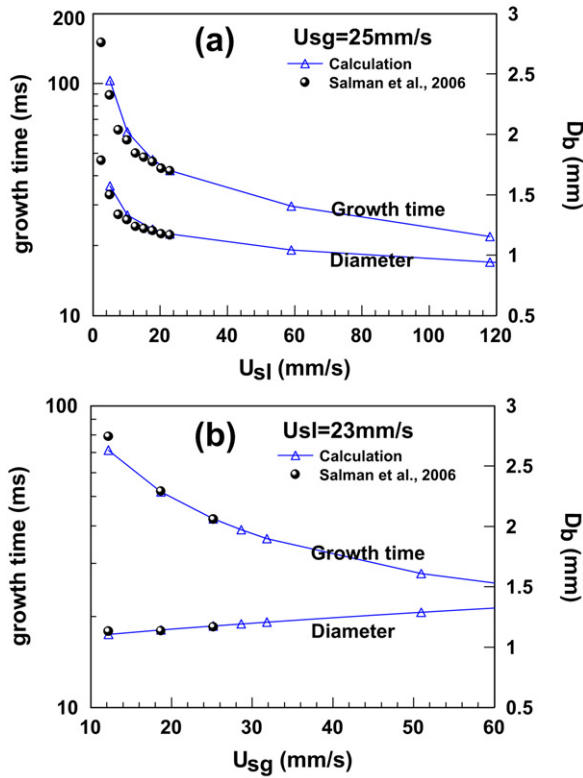 200
3
(a)
Usg=25mm/s
Calculation
Salman et al., 2006
2.5
100
growth time (ms)
2
Db (mm)
1.5
Growth time
1
Diameter
10
0.5
0 20 40 60 80 100 120
Usl (mm/s)
100
3
(b)
Usl=23mm/s
Calculation
Salman et al., 2006
2.5
growth time (ms)
2
Db (mm)
Growth time
1.5
Diameter
1
10
0.5
10 20 30 40 50 60
Usg (mm/s)